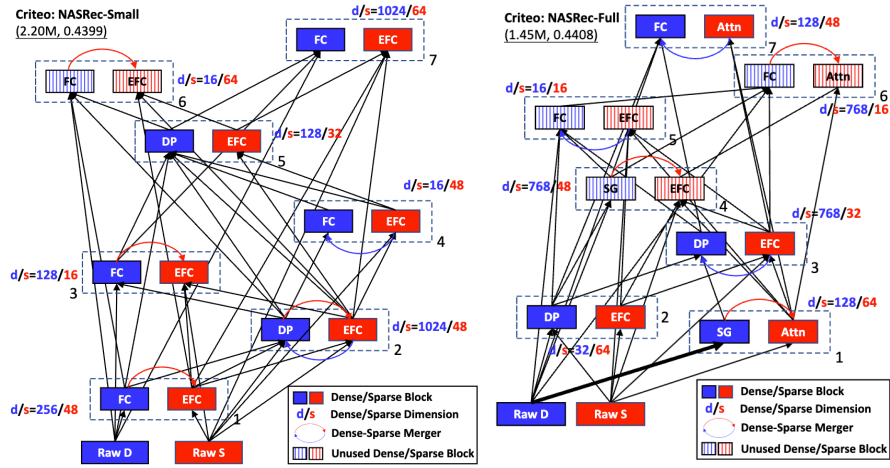 Criteo: NASRec-Small
(2.20M, 0.4399)
d/s=1024/64
FC
EFC
7
FC
EFC
d/s=16/64
6
DP
EFC
d/s=128/32
5
d/s=16/48
FC
EFC
4
d/s=128/16
FC
EFC
3
DP
EFC
d/s=1024/48
2
d/s=256/48
FC
EFC
1
Raw D
Raw S
Dense/Sparse Block
d/s Dense/Sparse Dimension
Dense-Sparse Merger
Unused Dense/Sparse Block
Criteo: NASRec-Full
(1.45M, 0.4408)
FC
Attn
d/s=128/48
7
FC
Attn
6
d/s=768/16
d/s=16/16
FC
EFC
5
d/s=768/48
SG
EFC
4
d/s=768/32
DP
EFC
3
DP
EFC
2
d/s=32/64
d/s=128/64
SG
Attn
1
Raw D
Raw S
Dense/Sparse Block
d/s Dense/Sparse Dimension
Dense-Sparse Merger
Unused Dense/Sparse Block